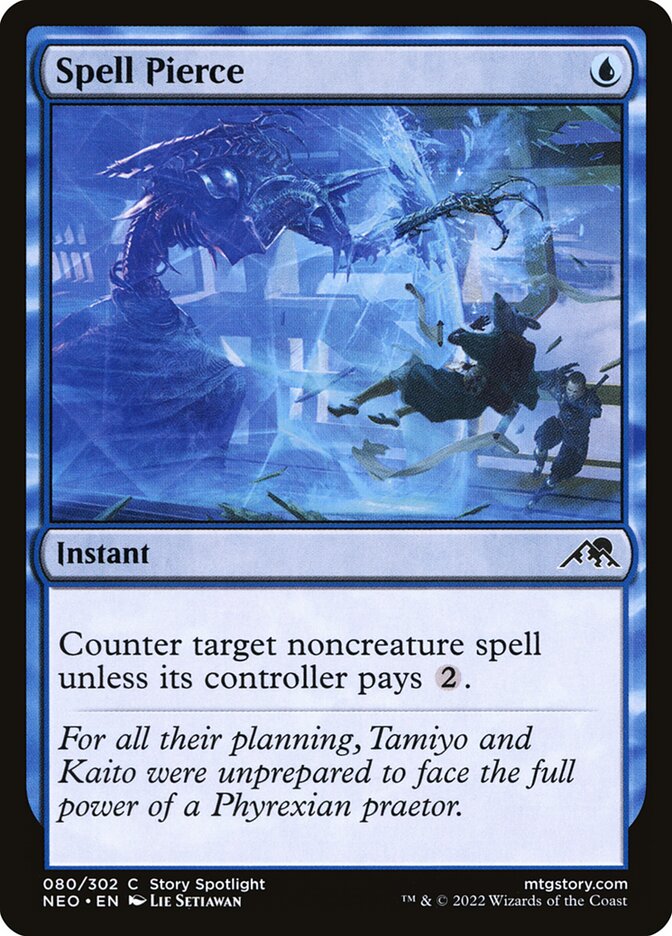 Spell Pierce
Instant
Counter target noncreature spell
unless its controller pays 2.
For all their planning, Tamiyo and
Kaito were unprepared to face the full
power of a Phyrexian praetor.
080/302 C Story Spotlight
mtgstory.com
NEO • EN Lie Setiawan
™ & © 2022 Wizards of the Coast